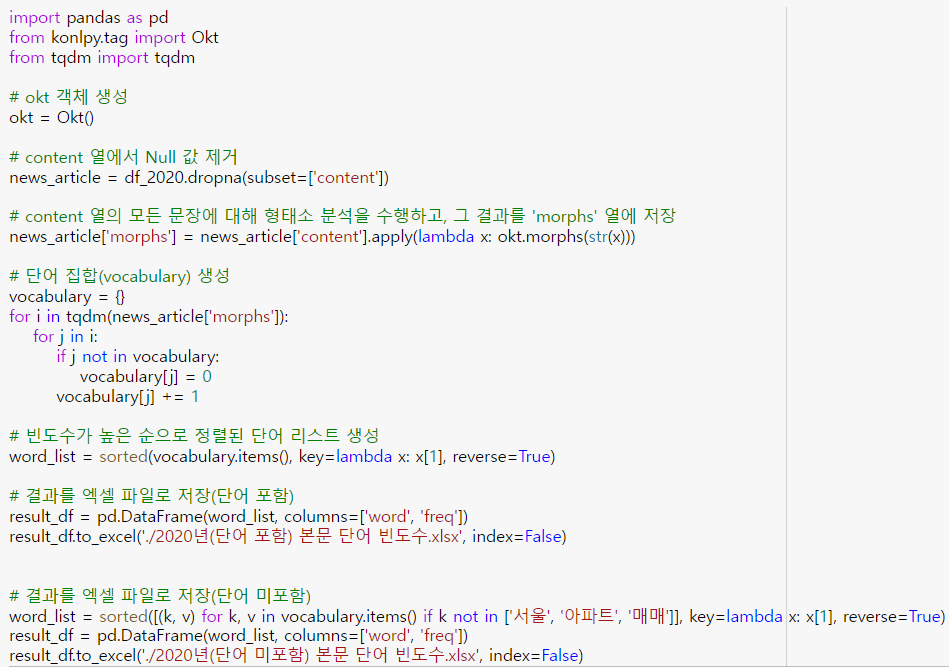 import pandas as pd
from konlpy.tag import Okt
from tqdm import tqdm

# okt 객체 생성
okt = Okt()

# content 열에서 Null 값 제거
news_article = df_2020.dropna(subset=['content'])

# content 열의 모든 문장에 대해 형태소 분석을 수행하고, 그 결과를 'morphs' 열에 저장
news_article['morphs'] = news_article['content'].apply(lambda x: okt.morphs(str(x)))

# 단어 집합(vocabulary) 생성
vocabulary = {}
for i in tqdm(news_article['morphs']):
    for j in i:
        if j not in vocabulary:
            vocabulary[j] = 0
        vocabulary[j] += 1

# 빈도수가 높은 순으로 정렬된 단어 리스트 생성
word_list = sorted(vocabulary.items(), key=lambda x: x[1], reverse=True)

# 결과를 엑셀 파일로 저장(단어 포함)
result_df = pd.DataFrame(word_list, columns=['word', 'freq'])
result_df.to_excel('./2020년(단어 포함) 본문 단어 빈도수.xlsx', index=False)


# 결과를 엑셀 파일로 저장(단어 미포함)
word_list = sorted([(k, v) for k, v in vocabulary.items() if k not in ['서울', '아파트', '매매']], key=lambda x: x[1], reverse=True)
result_df = pd.DataFrame(word_list, columns=['word', 'freq'])
result_df.to_excel('./2020년(단어 미포함) 본문 단어 빈도수.xlsx', index=False)